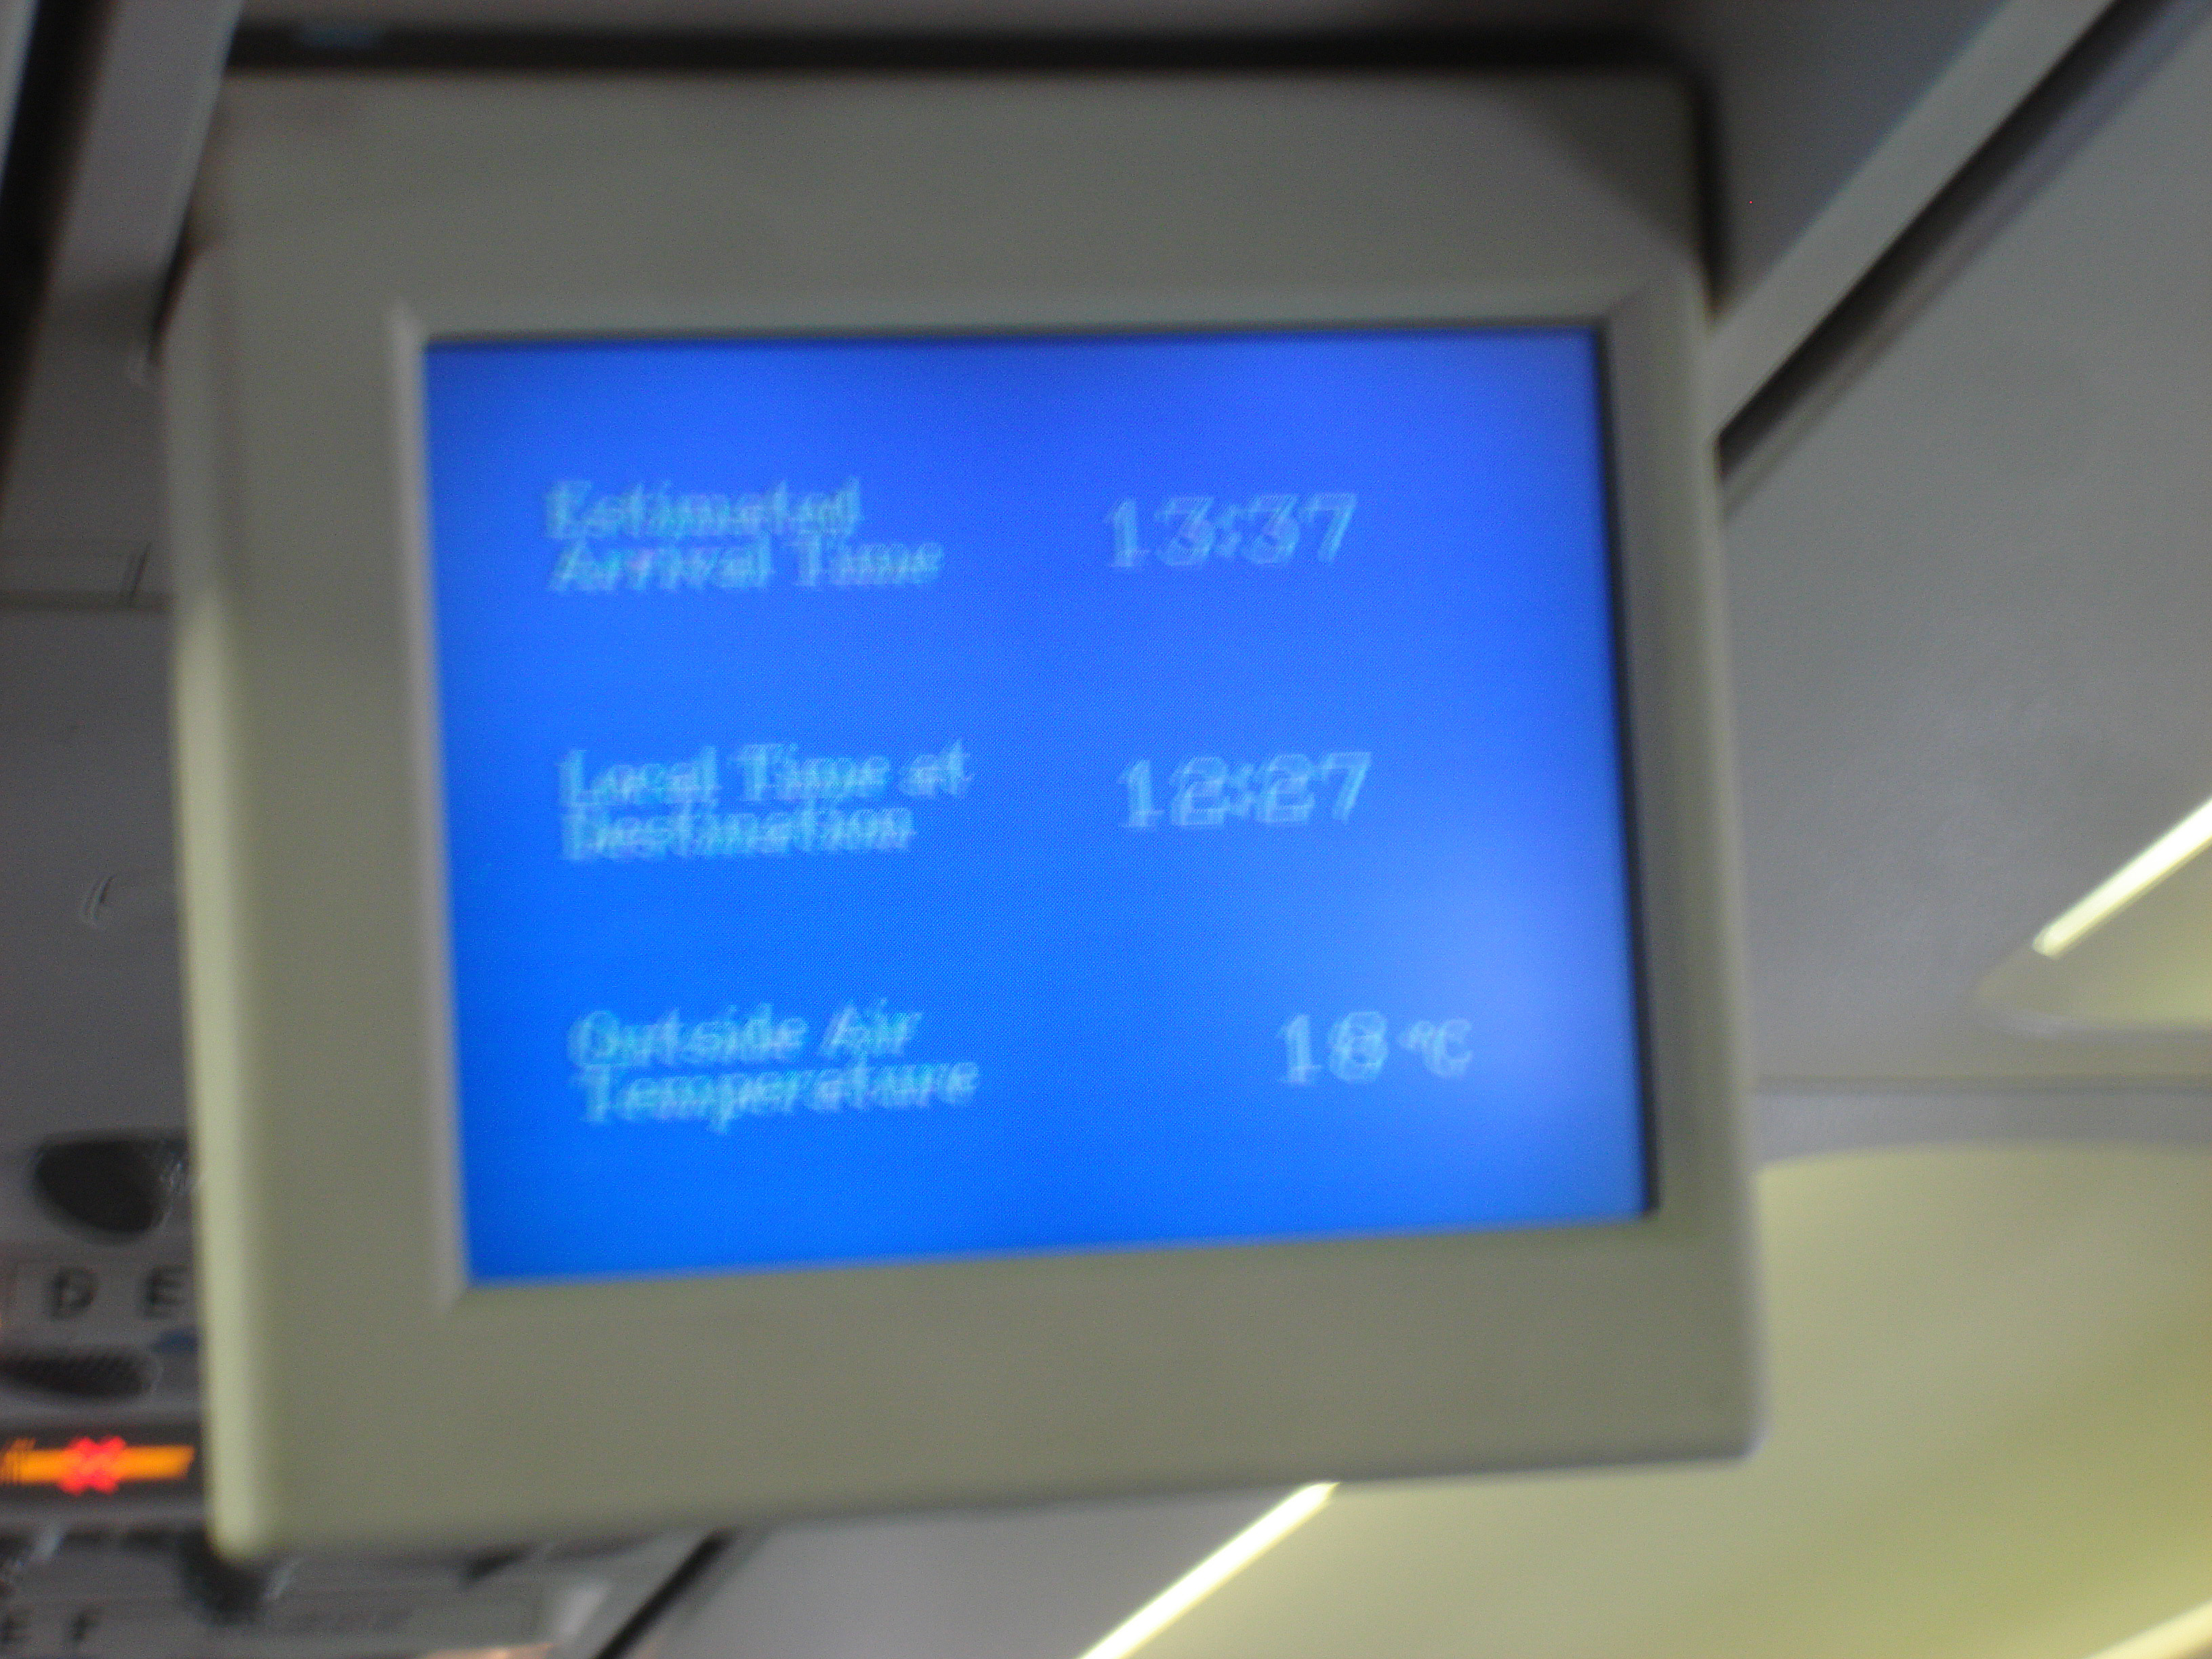 Estimated
Arrival Time 13:37
Local Time at
Destination 12:27
Outside Air
Temperature 18 °C
D E
E F